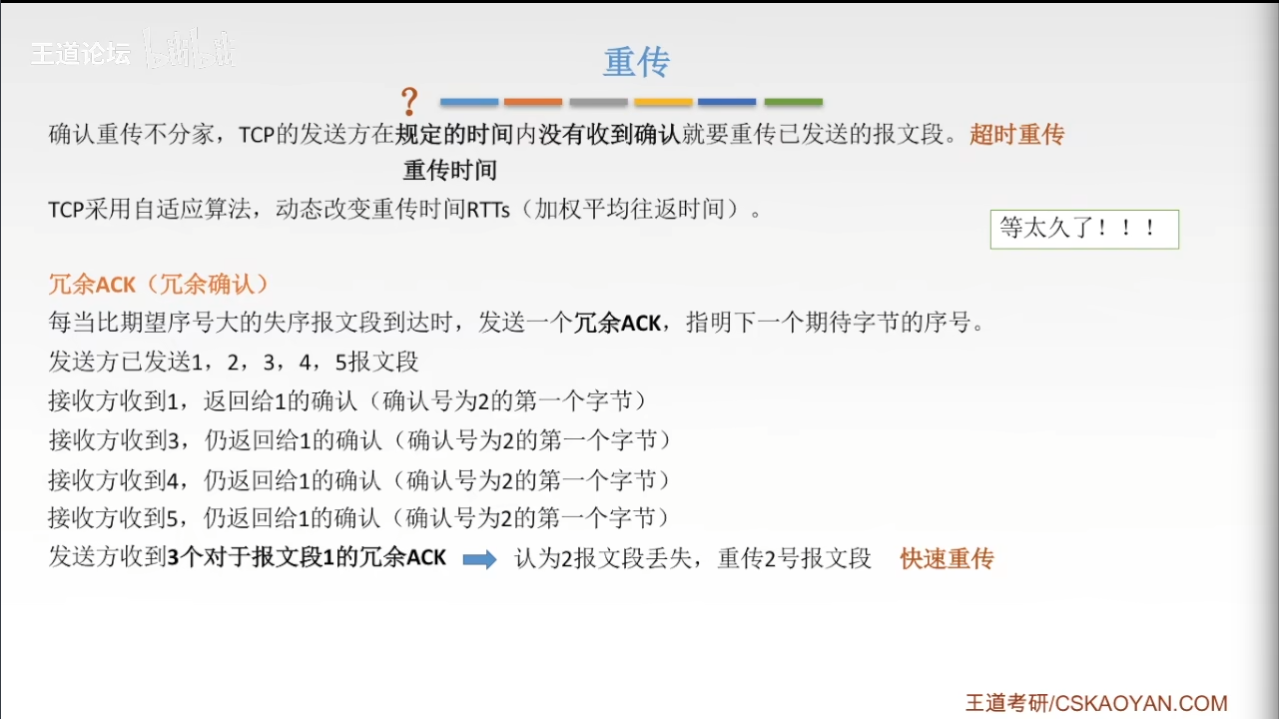 王道论坛 bilibili
重传
?
确认重传不分家，TCP的发送方在规定的时间内没有收到确认就要重传已发送的报文段。超时重传
重传时间
TCP采用自适应算法，动态改变重传时间RTTs（加权平均往返时间）。
等太久了！！！
冗余ACK（冗余确认）
每当比期望序号大的失序报文段到达时，发送一个冗余ACK，指明下一个期待字节的序号。
发送方已发送1，2，3，4，5报文段
接收方收到1，返回给1的确认（确认号为2的第一个字节）
接收方收到3，仍返回给1的确认（确认号为2的第一个字节）
接收方收到4，仍返回给1的确认（确认号为2的第一个字节）
接收方收到5，仍返回给1的确认（确认号为2的第一个字节）
发送方收到3个对于报文段1的冗余ACK 认为2报文段丢失，重传2号报文段 快速重传
王道考研/CSKAOYAN.COM